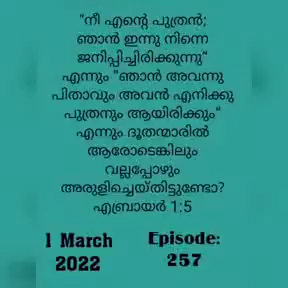 "നീ എന്റെ പുത്രൻ;
ഞാൻ ഇന്നു നിന്നെ
ജനിപ്പിച്ചിരിക്കുന്നു"
എന്നും "ഞാൻ അവന്നു
പിതാവും അവൻ എനിക്കു
പുത്രനും ആയിരിക്കും"
എന്നും ദൂതന്മാരിൽ
ആരോടെങ്കിലും
വല്ലപ്പോഴും
അരുളിച്ചെയ്തിട്ടുണ്ടോ?
എബ്രായർ 1:5
1 March
2022
Episode:
257